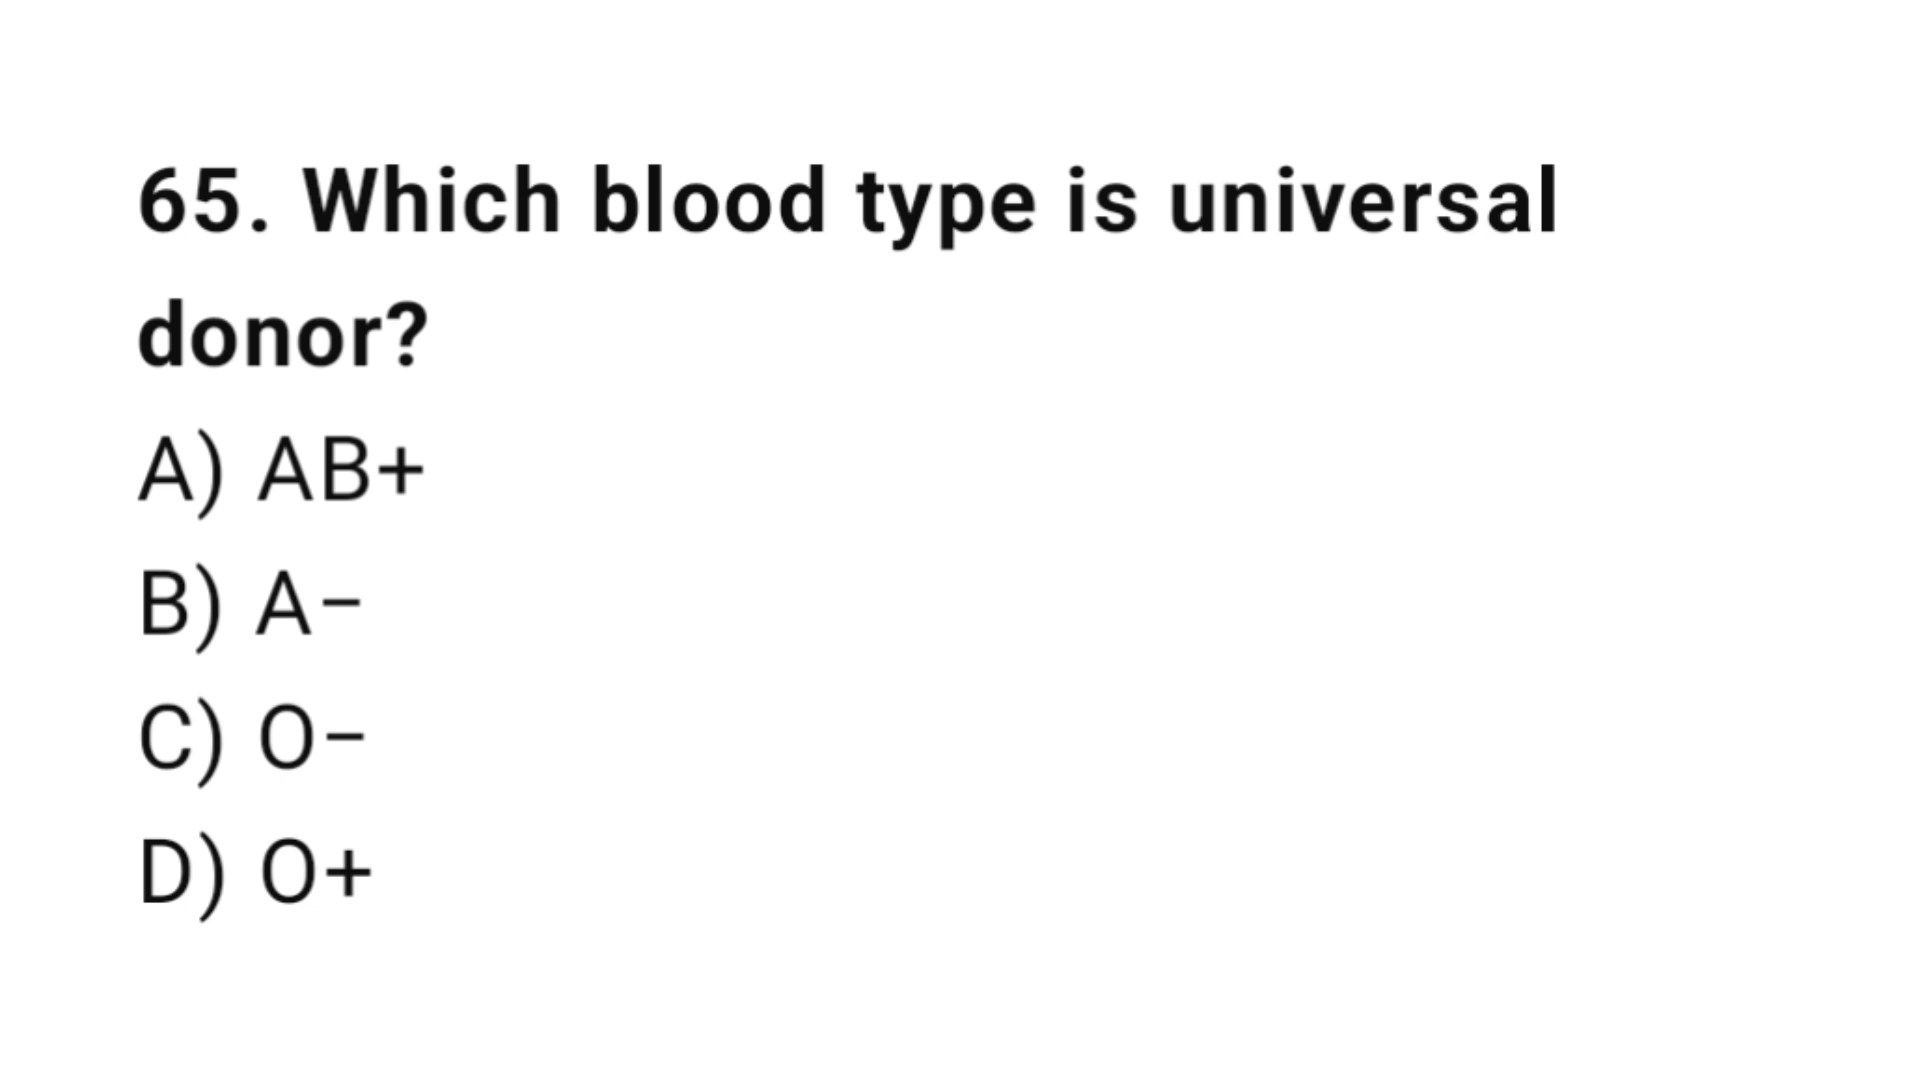 65. Which blood type is universal
donor?
A) AB+
B) A−
C) O−
D) O+